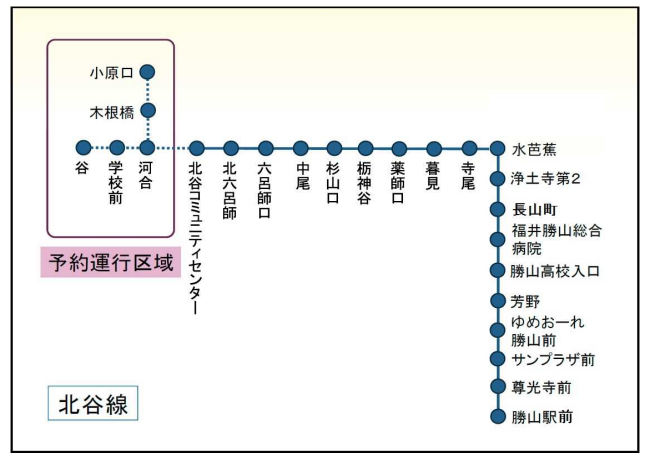 小原口
木根橋
谷
学校前
河合
北谷コミュニティセンター
北六呂師
六呂師口
中尾
杉山口
栃神谷
薬師口
暮見
寺尾
水芭蕉
浄土寺第2
長山町
福井勝山総合
病院
勝山高校入口
芳野
ゆめおーれ
勝山前
サンプラザ前
尊光寺前
勝山駅前
予約運行区域
北谷線